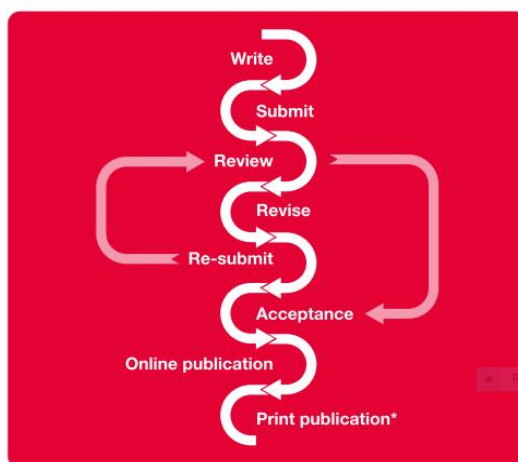 Write
Submit
Review
Revise
Re-submit
Acceptance
Online publication
Print publication*